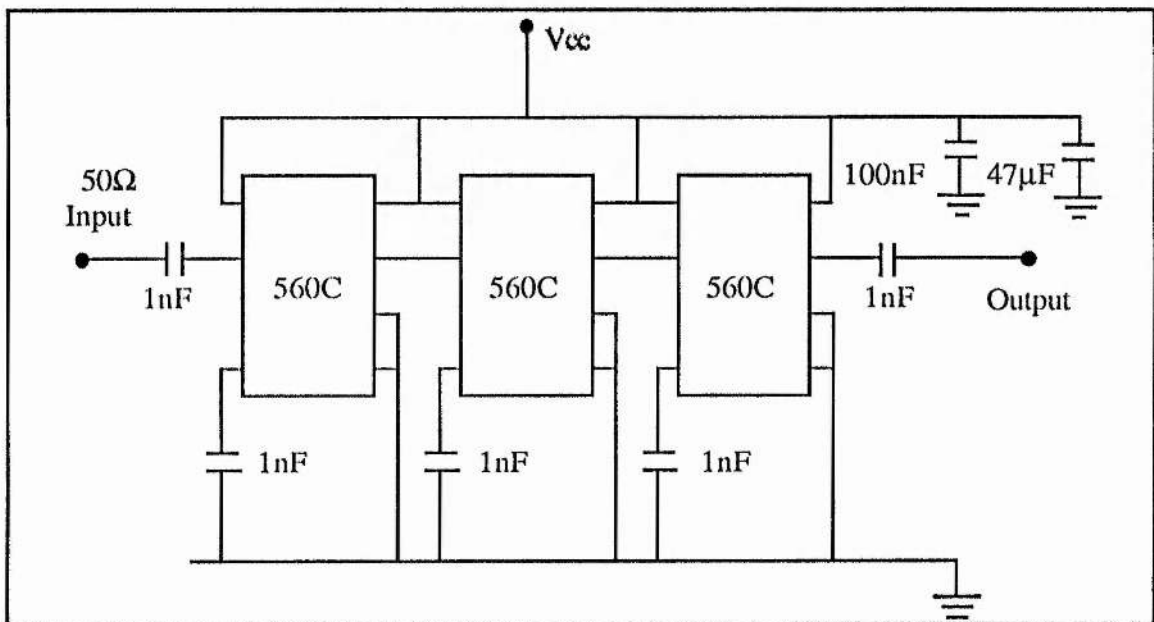 Vcc
100nF
47µF
50Ω
Input
1nF
560C
560C
560C
1nF
Output
1nF
1nF
1nF